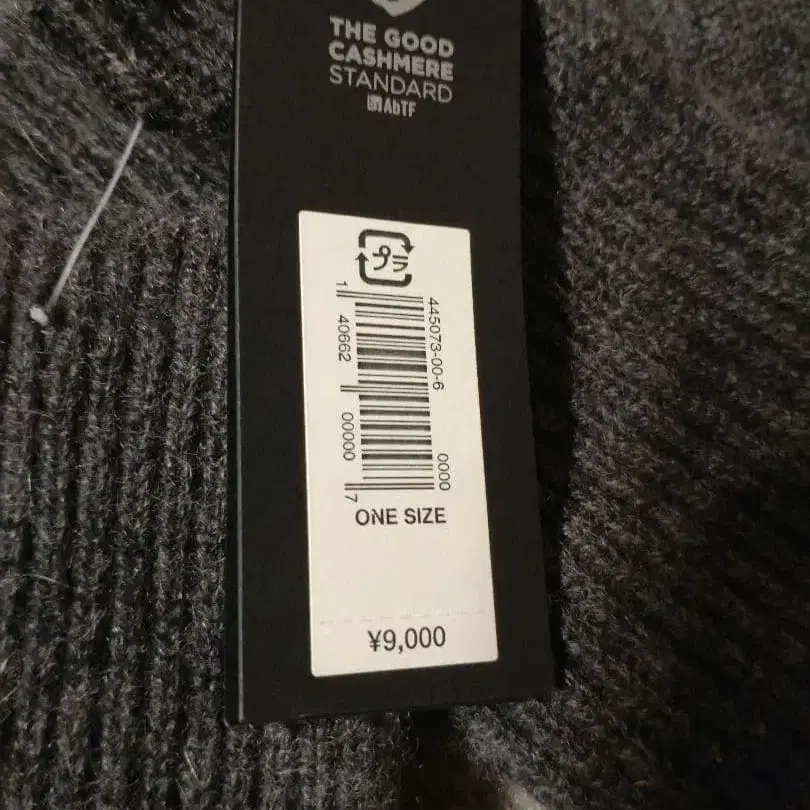 THE GOOD
CASHMERE
STANDARD
AbTF
プラ
445073-00-6
0000
1
40662
00000
7
ONE SIZE
¥9,000